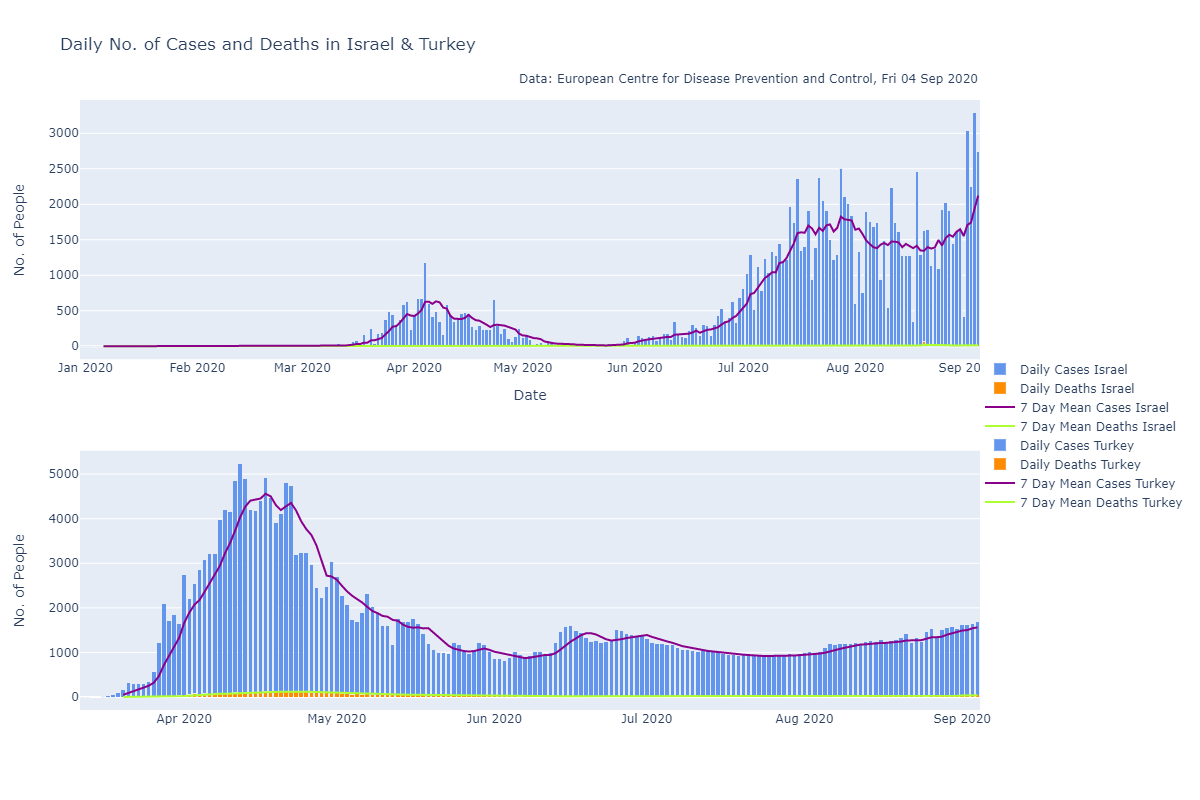 Daily No. of Cases and Deaths in Israel & Turkey
Data: European Centre for Disease Prevention and Control, Fri 04 Sep 2020
No. of People
3000
2500
2000
1500
1000
500
0
Jan 2020 Feb 2020 Mar 2020 Apr 2020 May 2020 Jun 2020 Jul 2020 Aug 2020 Sep 20
Date
Daily Cases Israel
Daily Deaths Israel
7 Day Mean Cases Israel
7 Day Mean Deaths Israel
Daily Cases Turkey
Daily Deaths Turkey
7 Day Mean Cases Turkey
7 Day Mean Deaths Turkey
No. of People
5000
4000
3000
2000
1000
0
Apr 2020 May 2020 Jun 2020 Jul 2020 Aug 2020 Sep 2020